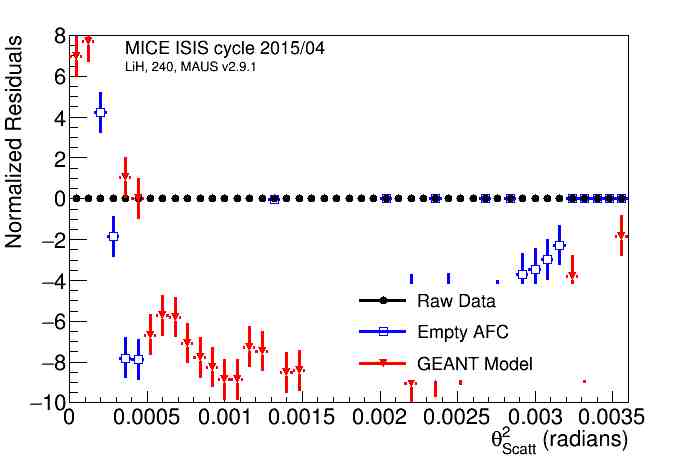 Normalized Residuals
8
6
4
2
0
−2
−4
−6
−8
−10
MICE ISIS cycle 2015/04
LiH, 240, MAUS v2.9.1
Raw Data
Empty AFC
GEANT Model
0 0.0005 0.001 0.0015 0.002 0.0025 0.003 0.0035
θ²Scatt (radians)